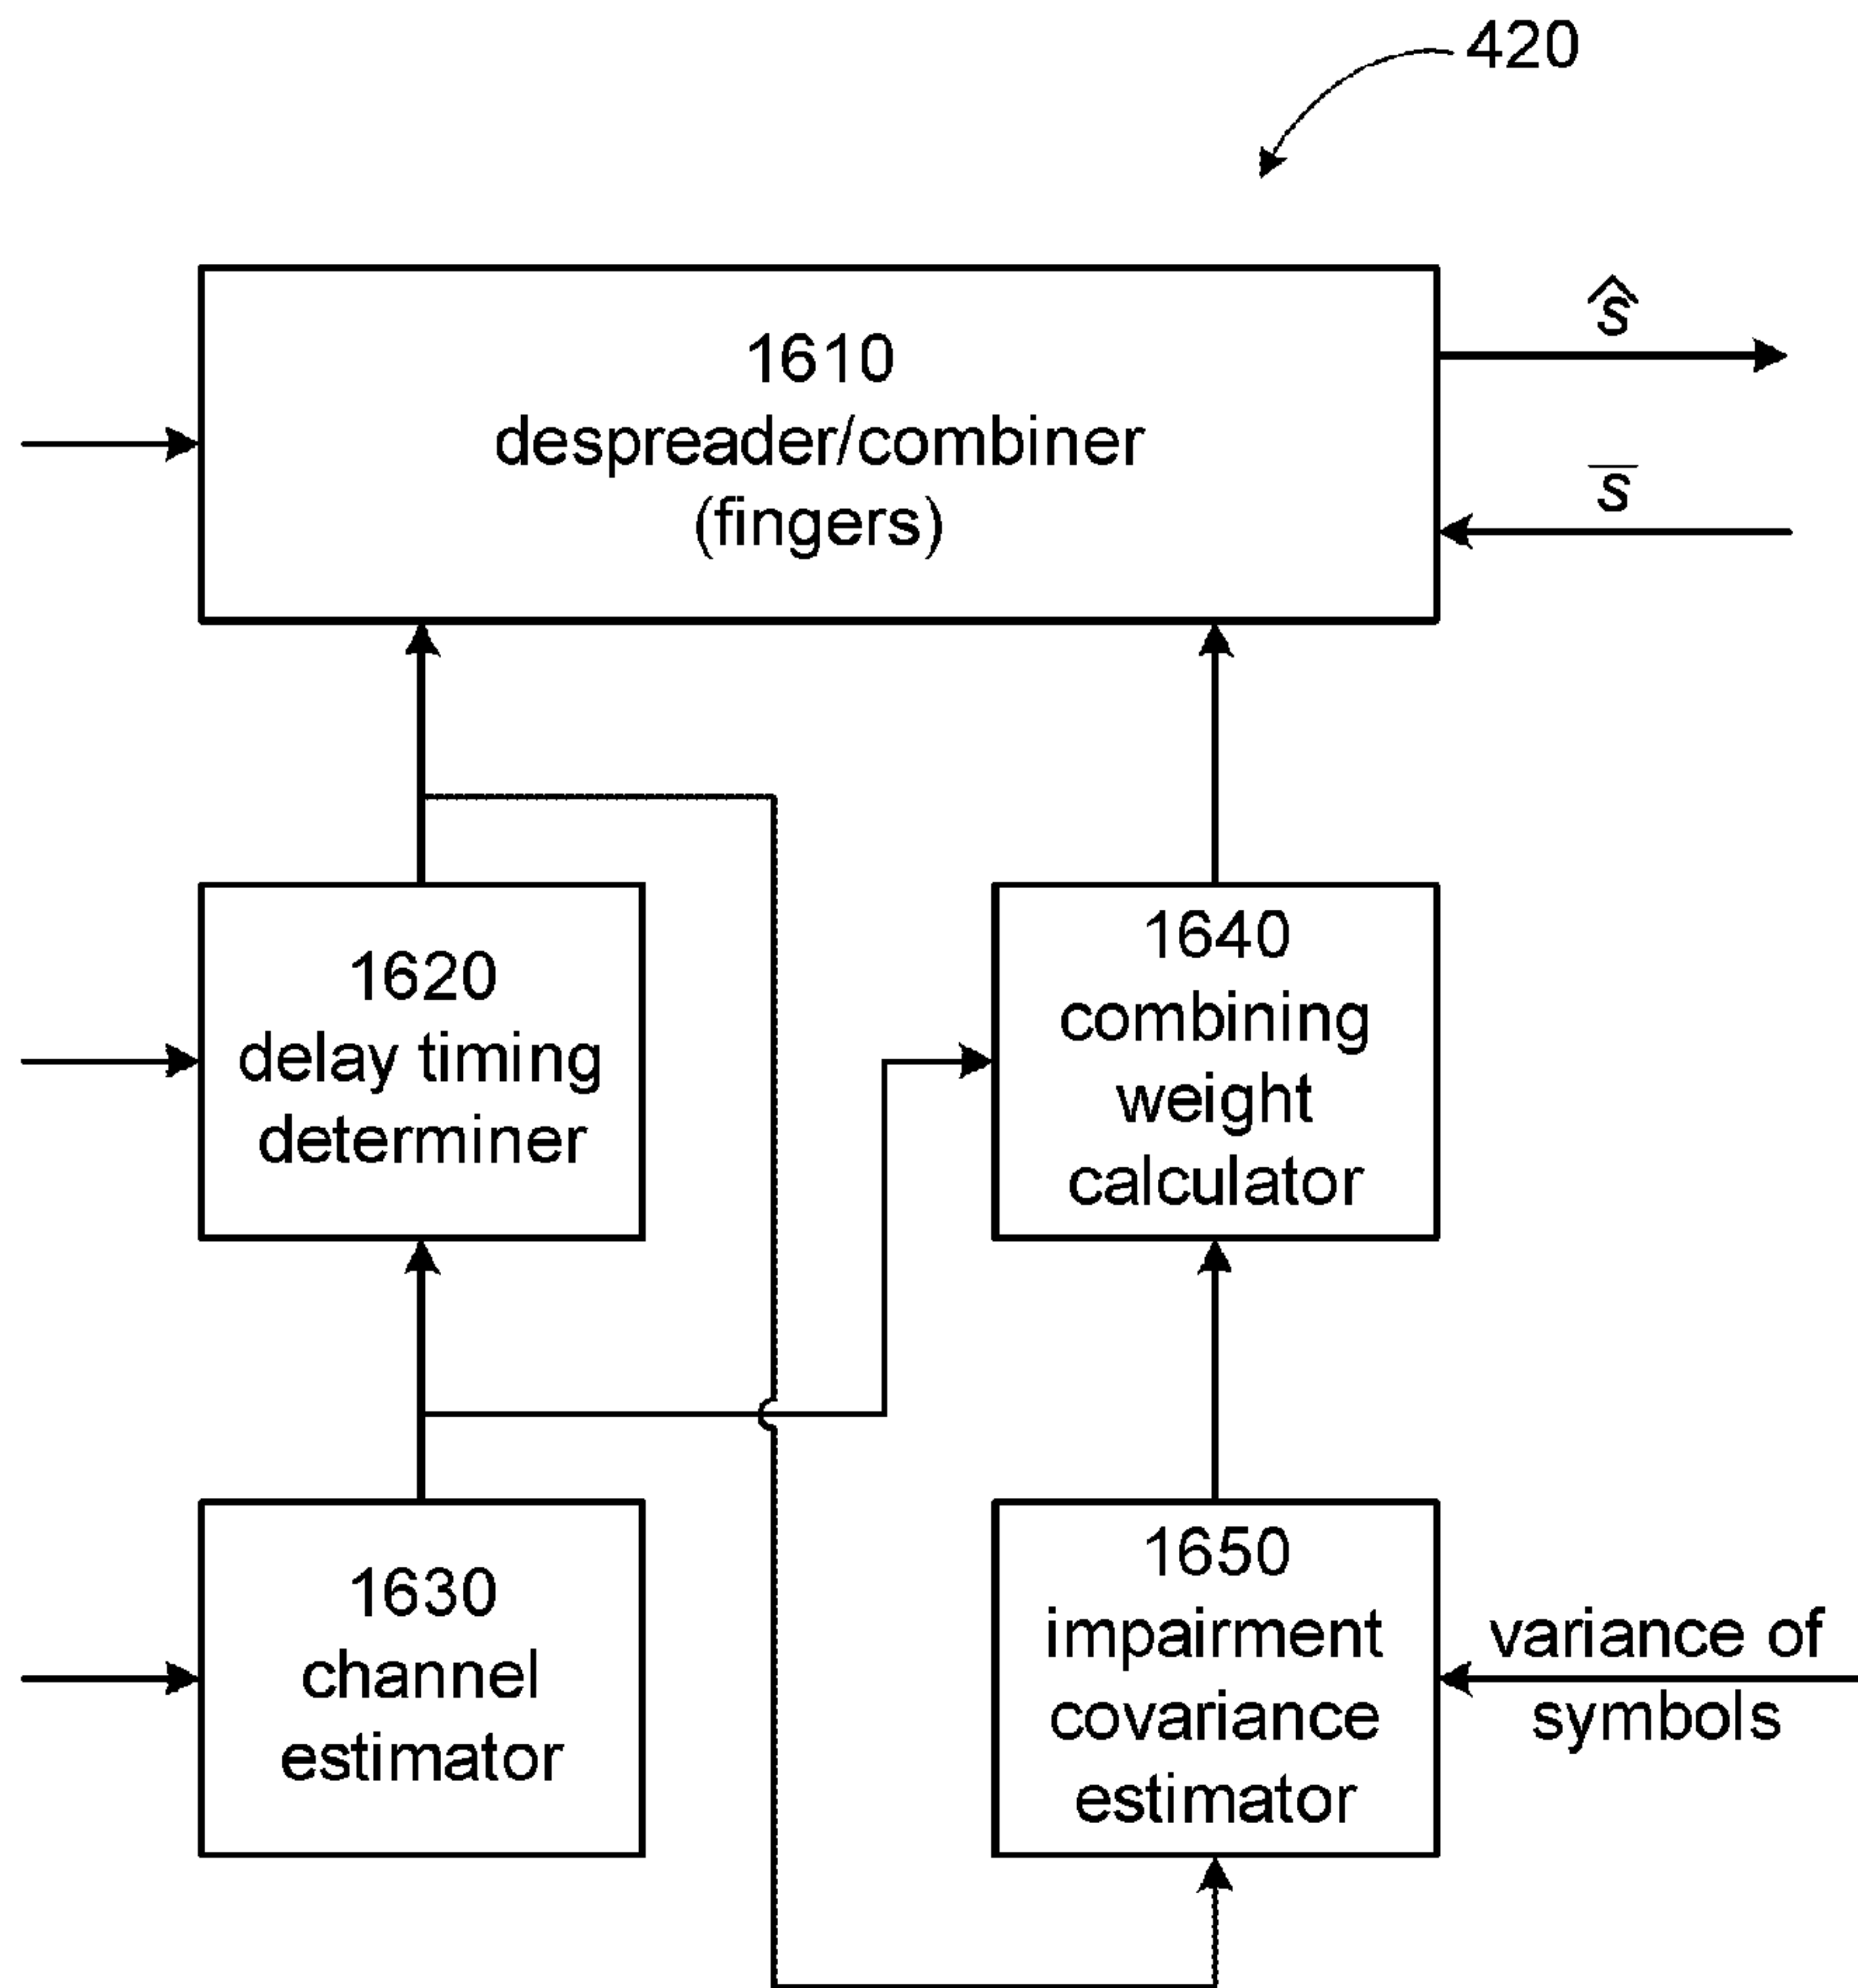 420
1610
despreader/combiner
(fingers)
ŝ
s̅
1620
delay timing
determiner
1640
combining
weight
calculator
1630
channel
estimator
1650
impairment
covariance
estimator
variance of
symbols